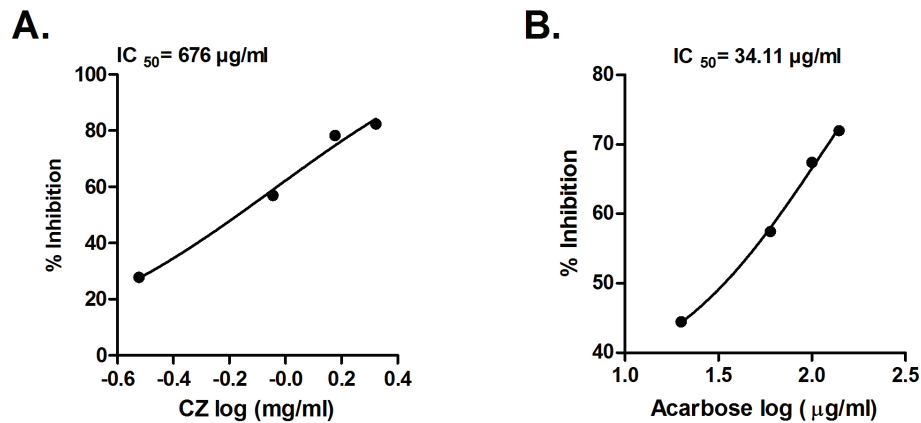 A.
IC 50= 676 µg/ml
100
80
60
40
20
0
% Inhibition
-0.6 -0.4 -0.2 -0.0 0.2 0.4
CZ log (mg/ml)
B.
IC 50= 34.11 µg/ml
80
70
60
50
40
% Inhibition
1.0 1.5 2.0 2.5
Acarbose log ( µg/ml)